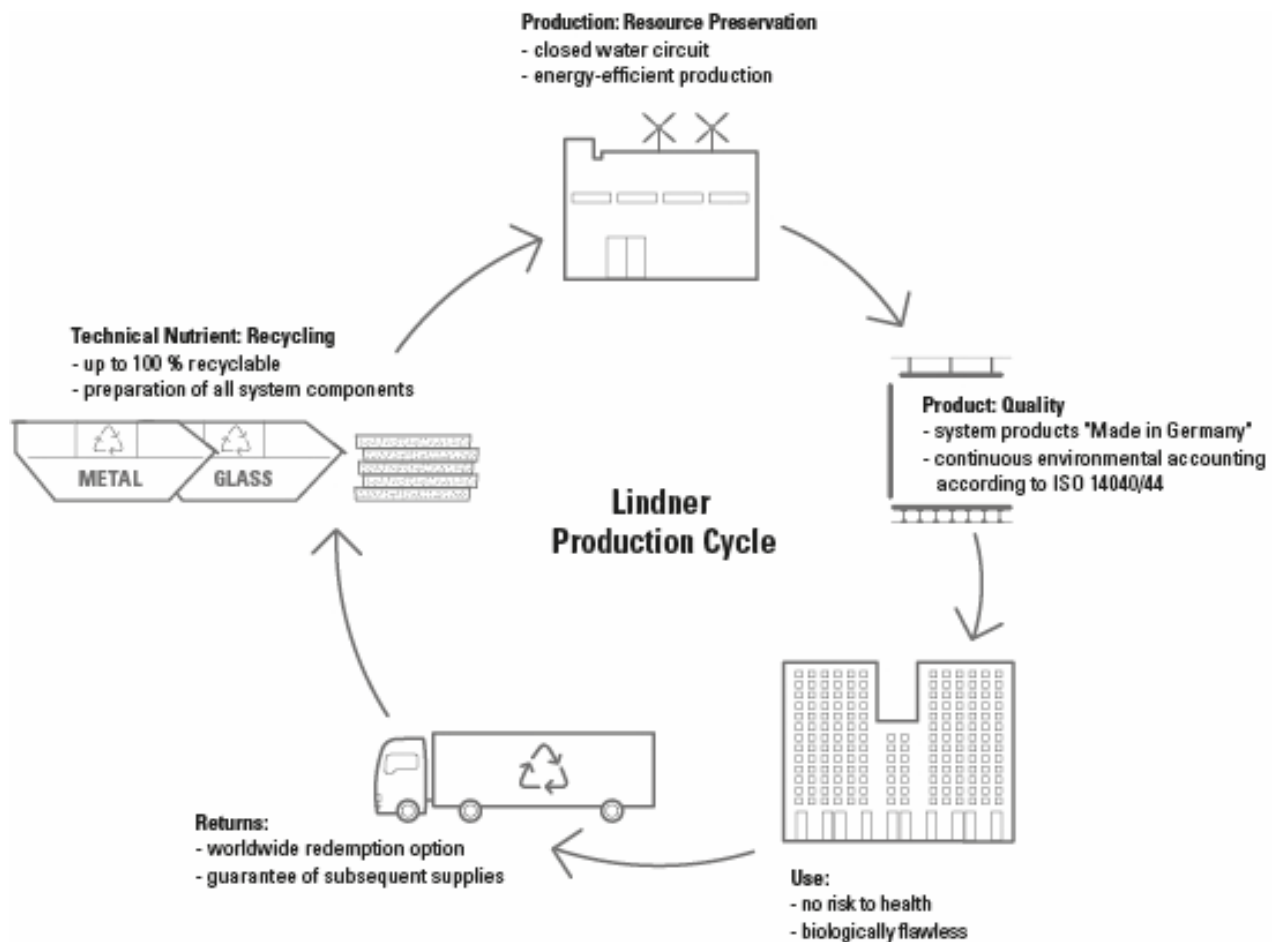 Production: Resource Preservation
- closed water circuit
- energy-efficient production
Technical Nutrient: Recycling
- up to 100 % recyclable
- preparation of all system components
METAL
GLASS
Product: Quality
- system products "Made in Germany"
- continuous environmental accounting
according to ISO 14040/44
Lindner
Production Cycle
Returns:
- worldwide redemption option
- guarantee of subsequent supplies
Use:
- no risk to health
- biologically flawless